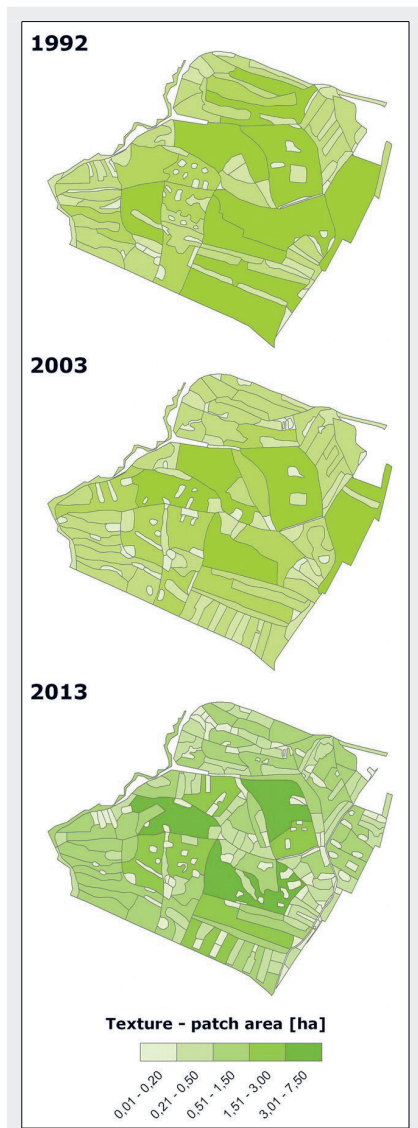 1992
2003
2013
Texture - patch area [ha]
0,01 - 0,20
0,21 - 0,50
0,51 - 1,50
1,51 - 3,00
3,01 - 7,50